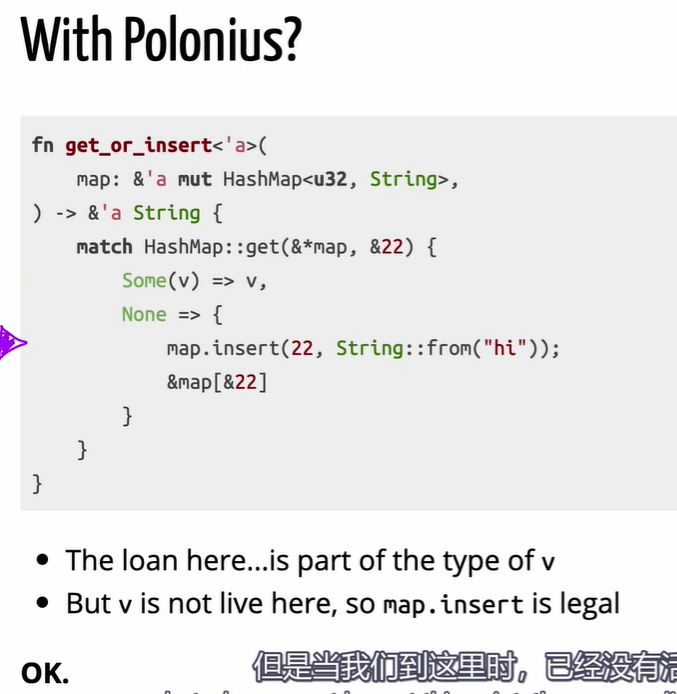 With Polonius?
fn get_or_insert<'a>(
    map: &'a mut HashMap<u32, String>,
) -> &'a String {
    match HashMap::get(&*map, &22) {
        Some(v) => v,
        None => {
            map.insert(22, String::from("hi"));
            &map[&22]
        }
    }
}
• The loan here...is part of the type of v
• But v is not live here, so map.insert is legal
OK.
但是当我们到这里时，已经没有活